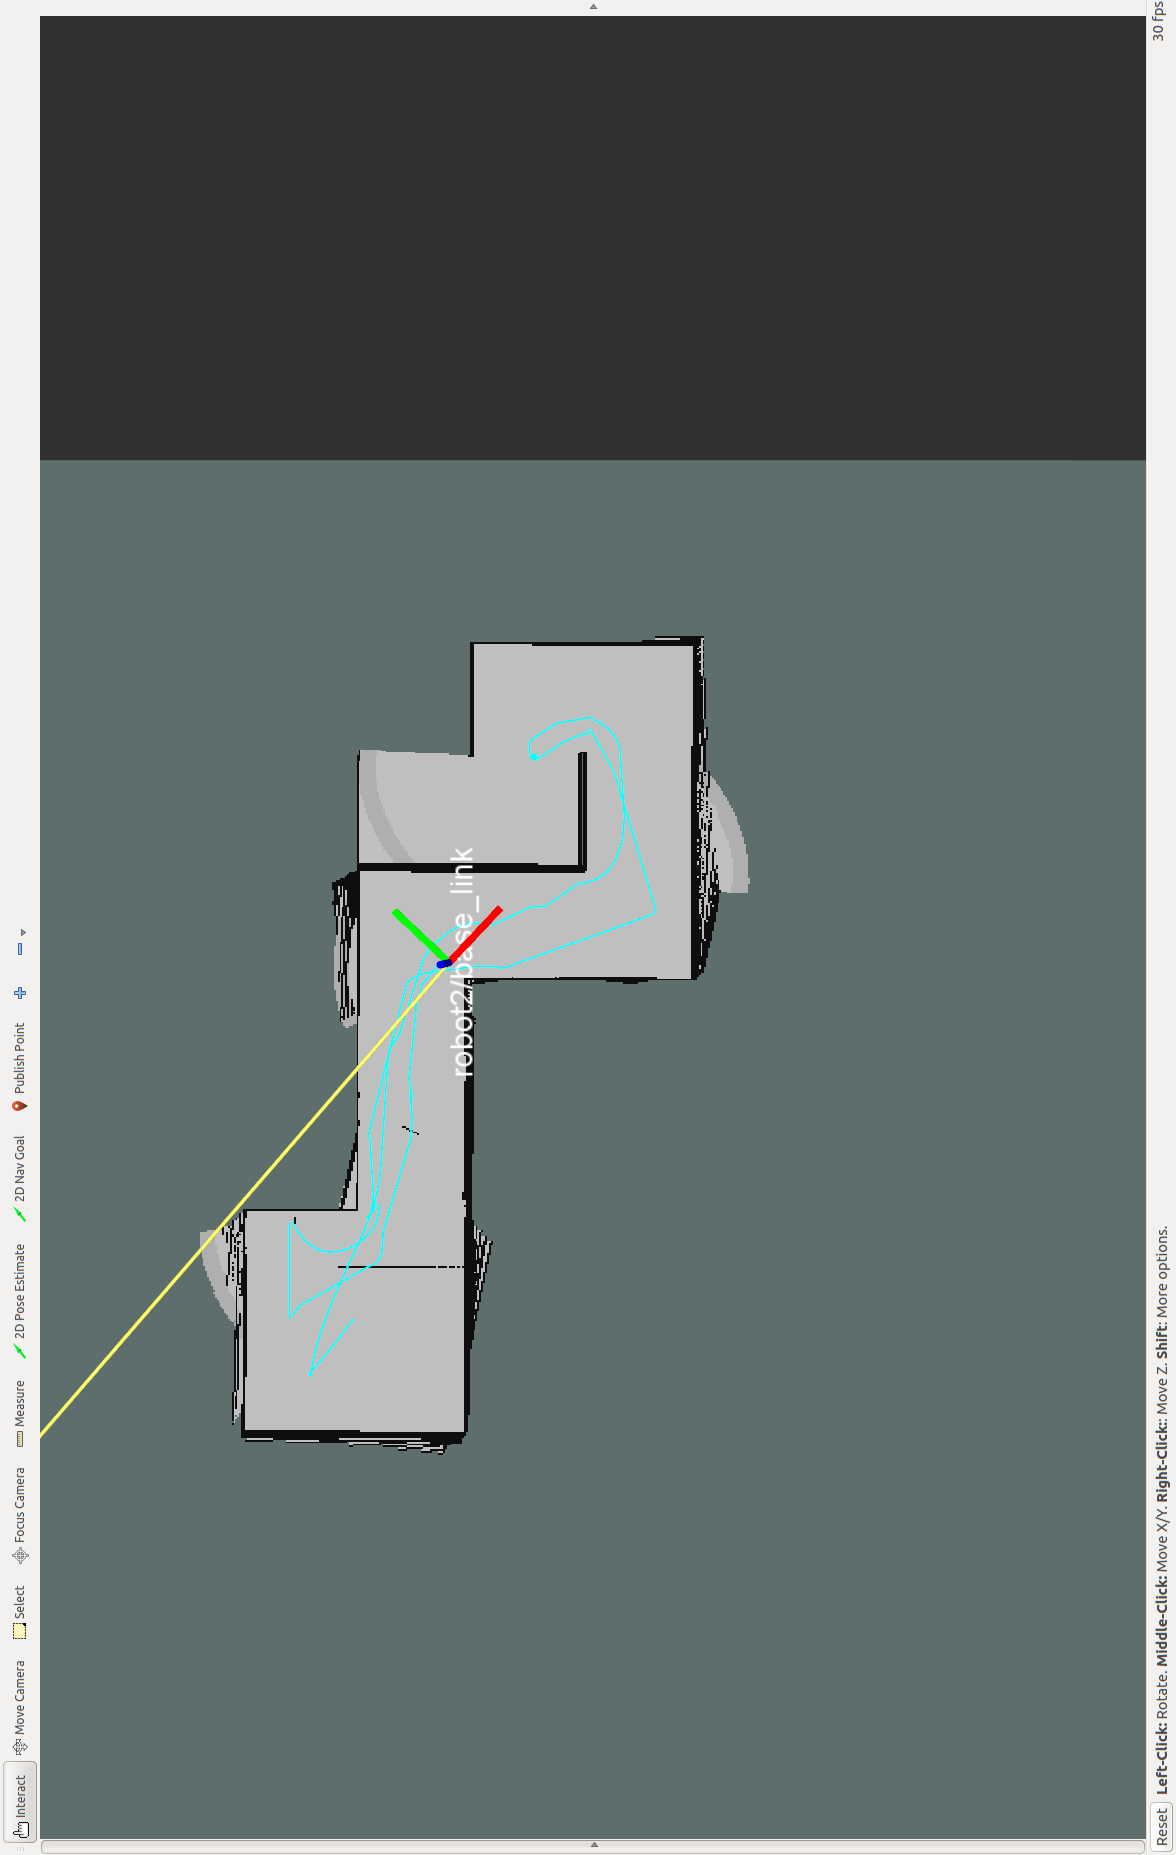 Interact Move Camera Select Focus Camera Measure 2D Pose Estimate 2D Nav Goal Publish Point
robot2/base_link
Reset Left-Click: Rotate. Middle-Click: Move X/Y. Right-Click:: Move Z. Shift: More options. 30 fps